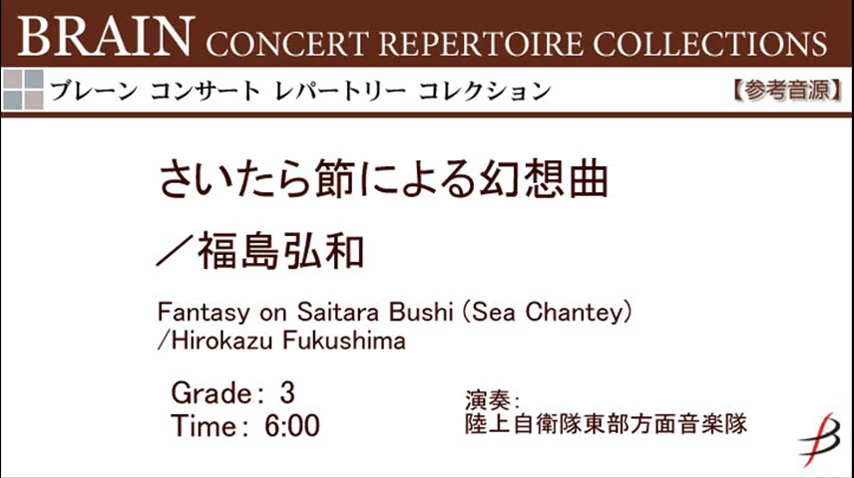 BRAIN CONCERT REPERTOIRE COLLECTIONS
ブレーン コンサート レパートリー コレクション 【参考音源】
さいたら節による幻想曲
／福島弘和
Fantasy on Saitara Bushi (Sea Chantey)
/Hirokazu Fukushima
Grade： 3
Time： 6:00
演奏：
陸上自衛隊東部方面音楽隊
B